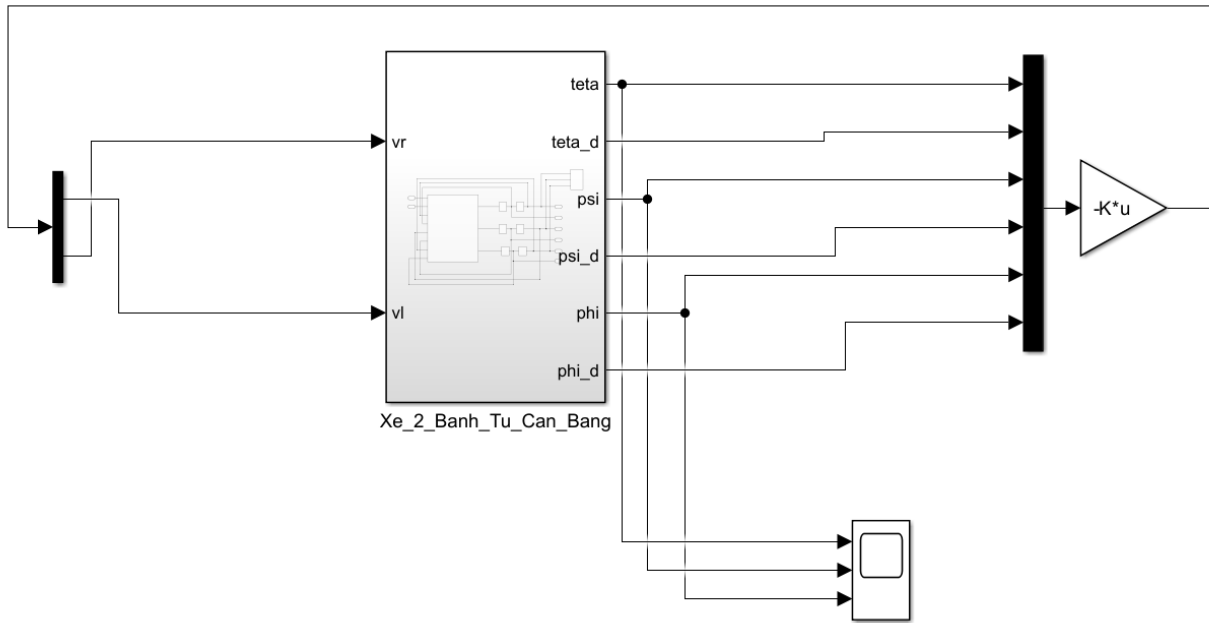 teta
vr
teta_d
psi
psi_d
vl
phi
phi_d
Xe_2_Banh_Tu_Can_Bang
-K*u